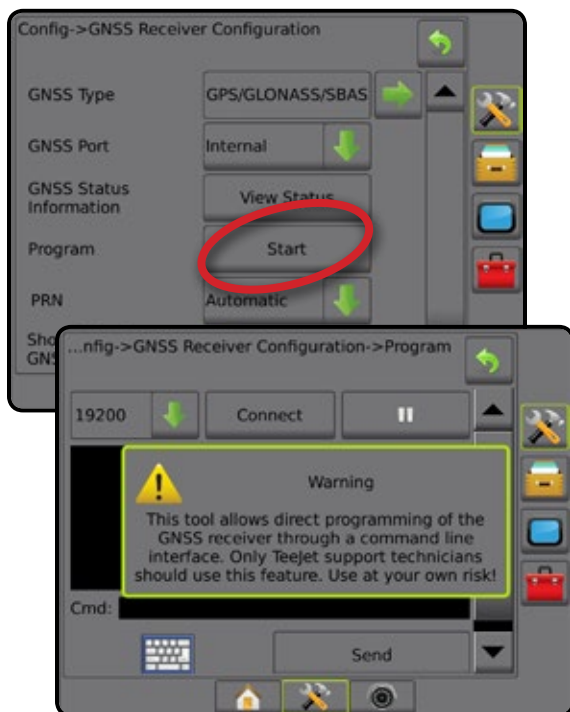 Config->GNSS Receiver Configuration
GNSS Type
GPS/GLONASS/SBAS
GNSS Port
Internal
GNSS Status
Information
View Status
Program
Start
PRN
Automatic
Sho
GNS
...nfig->GNSS Receiver Configuration->Program
19200
Connect
Warning
This tool allows direct programming of the
GNSS receiver through a command line
interface. Only TeeJet support technicians
should use this feature. Use at your own risk!
Cmd:
Send